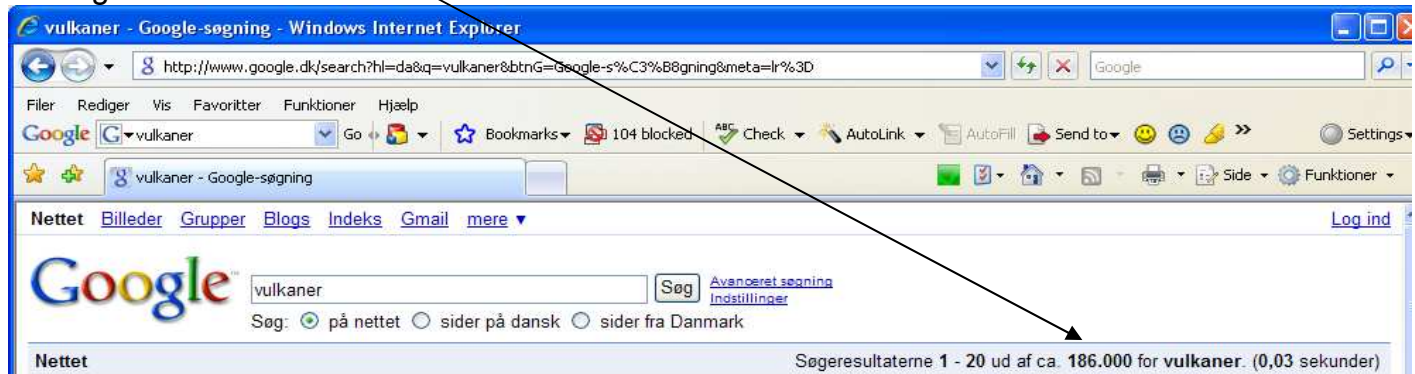 vulkaner - Google-søgning - Windows Internet Explorer
http://www.google.dk/search?hl=da&q=vulkaner&btnG=Google-s%C3%B8gning&meta=lr%3D Google
Filer Rediger Vis Favoritter Funktioner Hjælp
Google G vulkaner Go Bookmarks 104 blocked ABC Check AutoLink AutoFill Send to Settings
vulkaner - Google-søgning Side Funktioner
Nettet Billeder Grupper Blogs Indeks Gmail mere ▼ Log ind
Google™ vulkaner Søg Avanceret søgning
Indstillinger
Søg: på nettet sider på dansk sider fra Danmark
Nettet Søgeresultaterne 1 - 20 ud af ca. 186.000 for vulkaner. (0,03 sekunder)